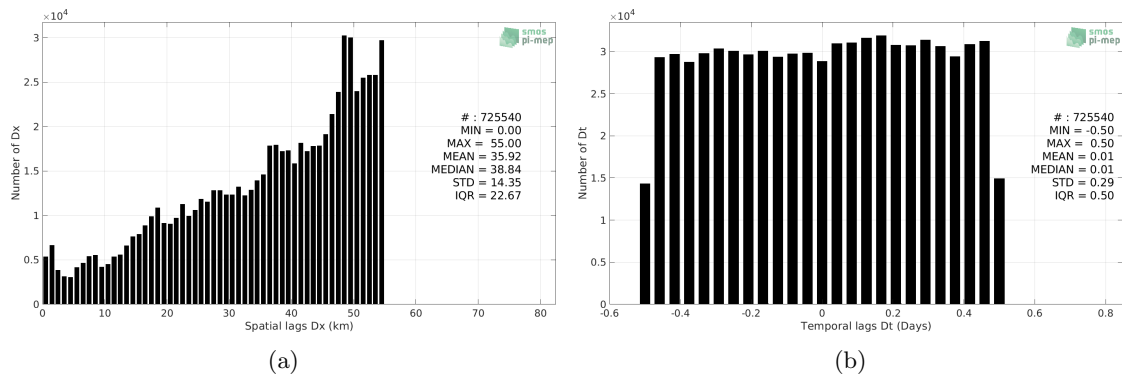 ×10⁴
3
2.5
2
1.5
1
0.5
0
Number of Dx
smos
pi-mep
# : 725540
MIN = 0.00
MAX = 55.00
MEAN = 35.92
MEDIAN = 38.84
STD = 14.35
IQR = 22.67
0 10 20 30 40 50 60 70 80
Spatial lags Dx (km)
(a)
×10⁴
3
2.5
2
1.5
1
0.5
0
Number of Dt
smos
pi-mep
# : 725540
MIN = -0.50
MAX = 0.50
MEAN = 0.01
MEDIAN = 0.01
STD = 0.29
IQR = 0.50
-0.6 -0.4 -0.2 0 0.2 0.4 0.6 0.8
Temporal lags Dt (Days)
(b)